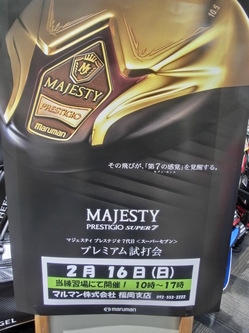 10.5
MAJESTY
PRESTIGIO
maruman
その飛びが、「第7の感覚」を覚醒する。
MAJESTY
PRESTIGIO SUPER7
マジェスティ プレステジオ 7代目 <スーパーセブン>
プレミアム試打会
2月16日(日)
当練習場にて開催! 10時〜17時
マルマン株式会社 福岡支店
maruman